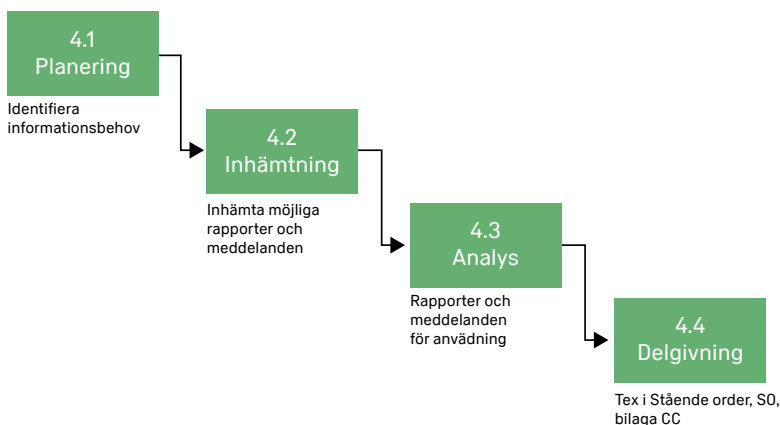 4.1
Planering
Identifiera
informationsbehov
4.2
Inhämtning
Inhämta möjliga
rapporter och
meddelanden
4.3
Analys
Rapporter och
meddelanden
för anvädning
4.4
Delgivning
Tex i Stående order, SO,
bilaga CC